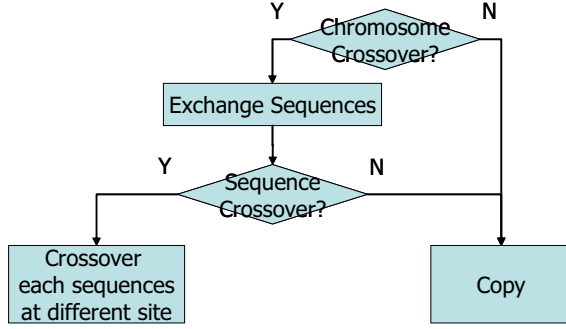 Y
N
Chromosome
Crossover?
Exchange Sequences
Y
N
Sequence
Crossover?
Crossover
each sequences
at different site
Copy